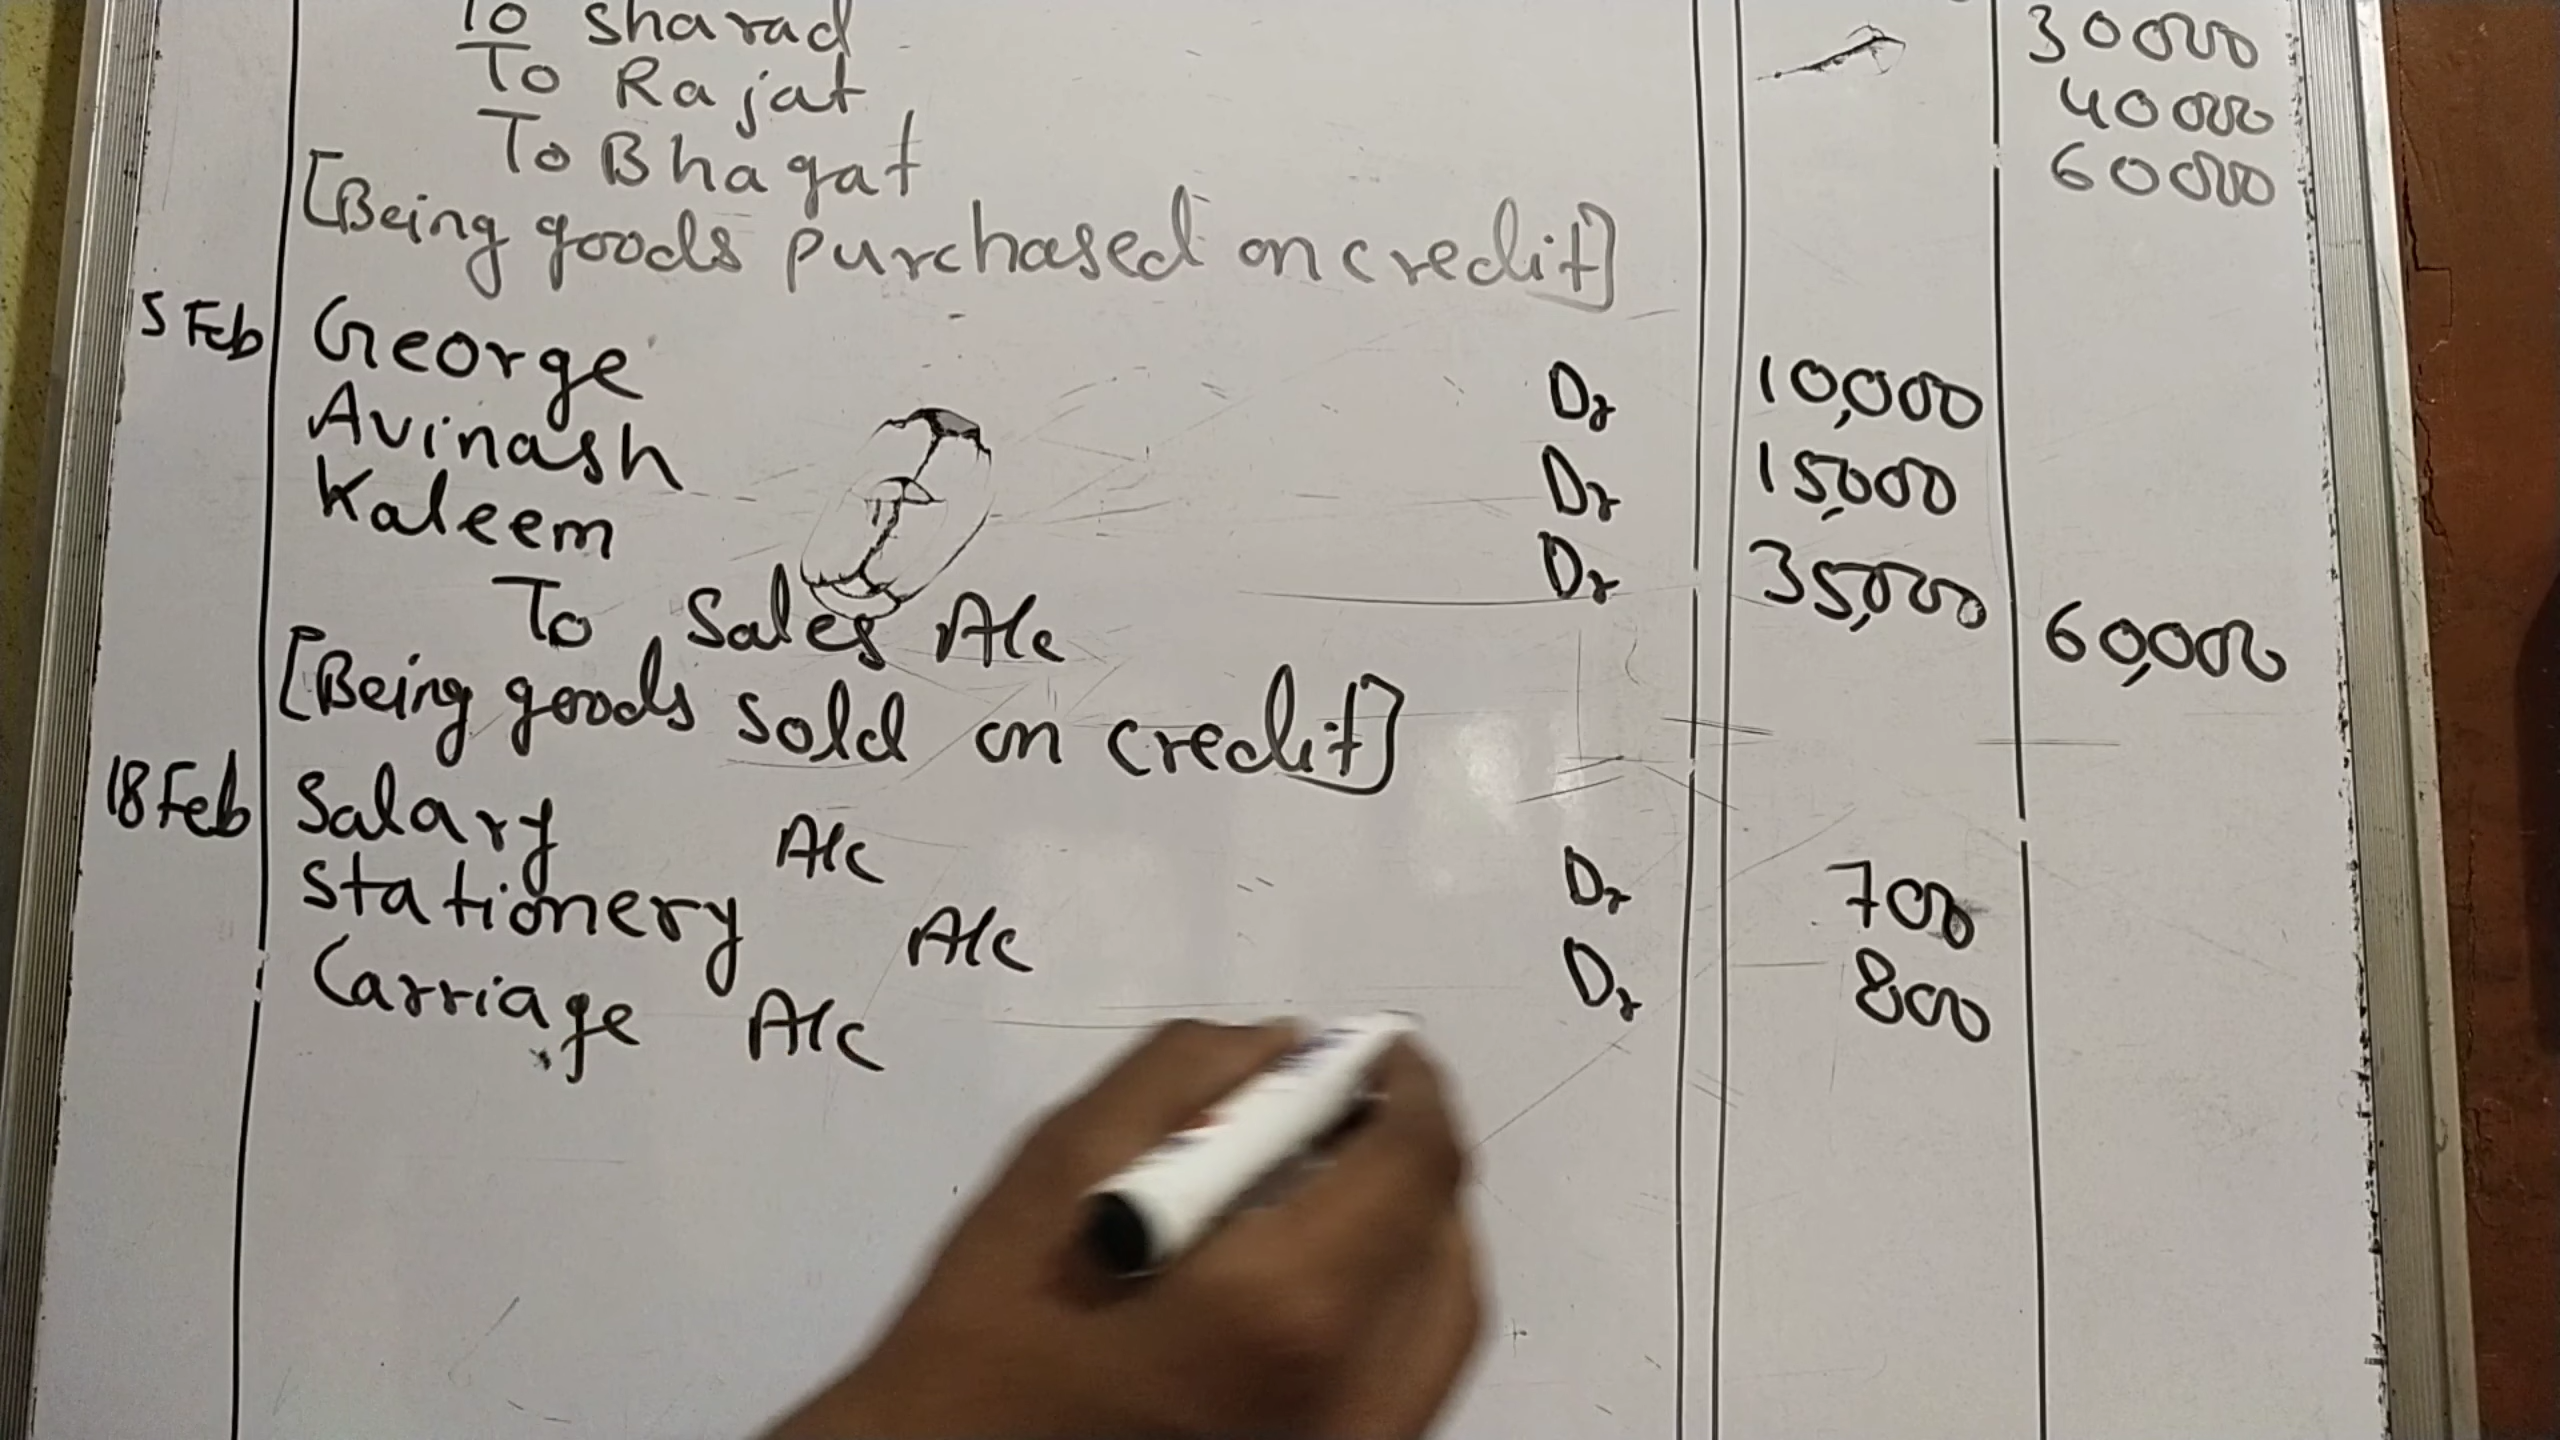 To Sharad 30000
To Rajat 40000
To Bhagat 60000
[Being goods purchased on credit]
5 Feb George Dr 10,000
Avinash Dr 15,000
Kaleem Dr 35,000
To Sales A/c 60,000
[Being goods sold on credit]
18 Feb Salary A/c Dr 700
Stationery A/c Dr 800
Carriage A/c